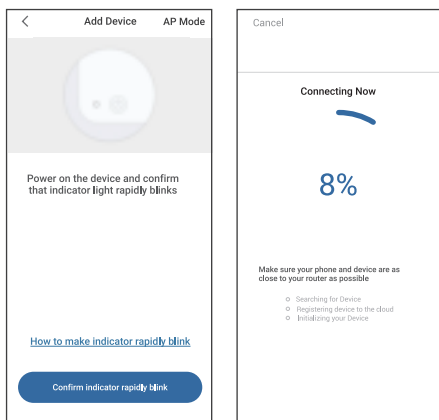 Add Device
AP Mode
Power on the device and confirm
that indicator light rapidly blinks
How to make indicator rapidly blink
Confirm indicator rapidly blink
Cancel
Connecting Now
8%
Make sure your phone and device are as
close to your router as possible
Searching for Device
Registering device to the cloud
Initializing your Device